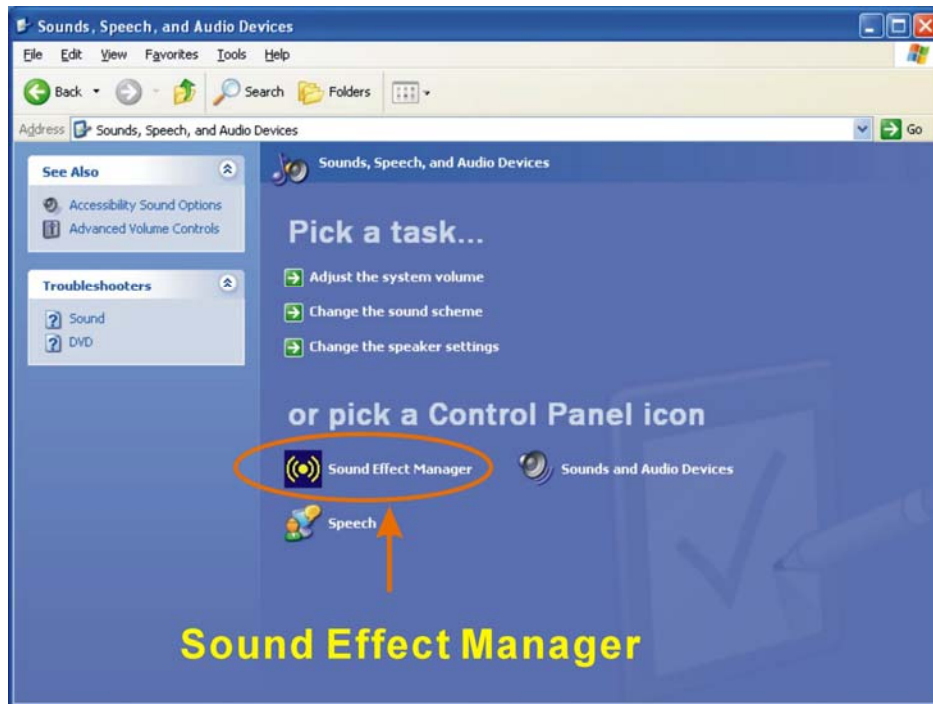 Sounds, Speech, and Audio Devices
File Edit View Favorites Tools Help
Back Search Folders
Address Sounds, Speech, and Audio Devices Go
See Also
Accessibility Sound Options
Advanced Volume Controls
Troubleshooters
Sound
DVD
Sounds, Speech, and Audio Devices
Pick a task...
Adjust the system volume
Change the sound scheme
Change the speaker settings
or pick a Control Panel icon
Sound Effect Manager Sounds and Audio Devices
Speech
Sound Effect Manager